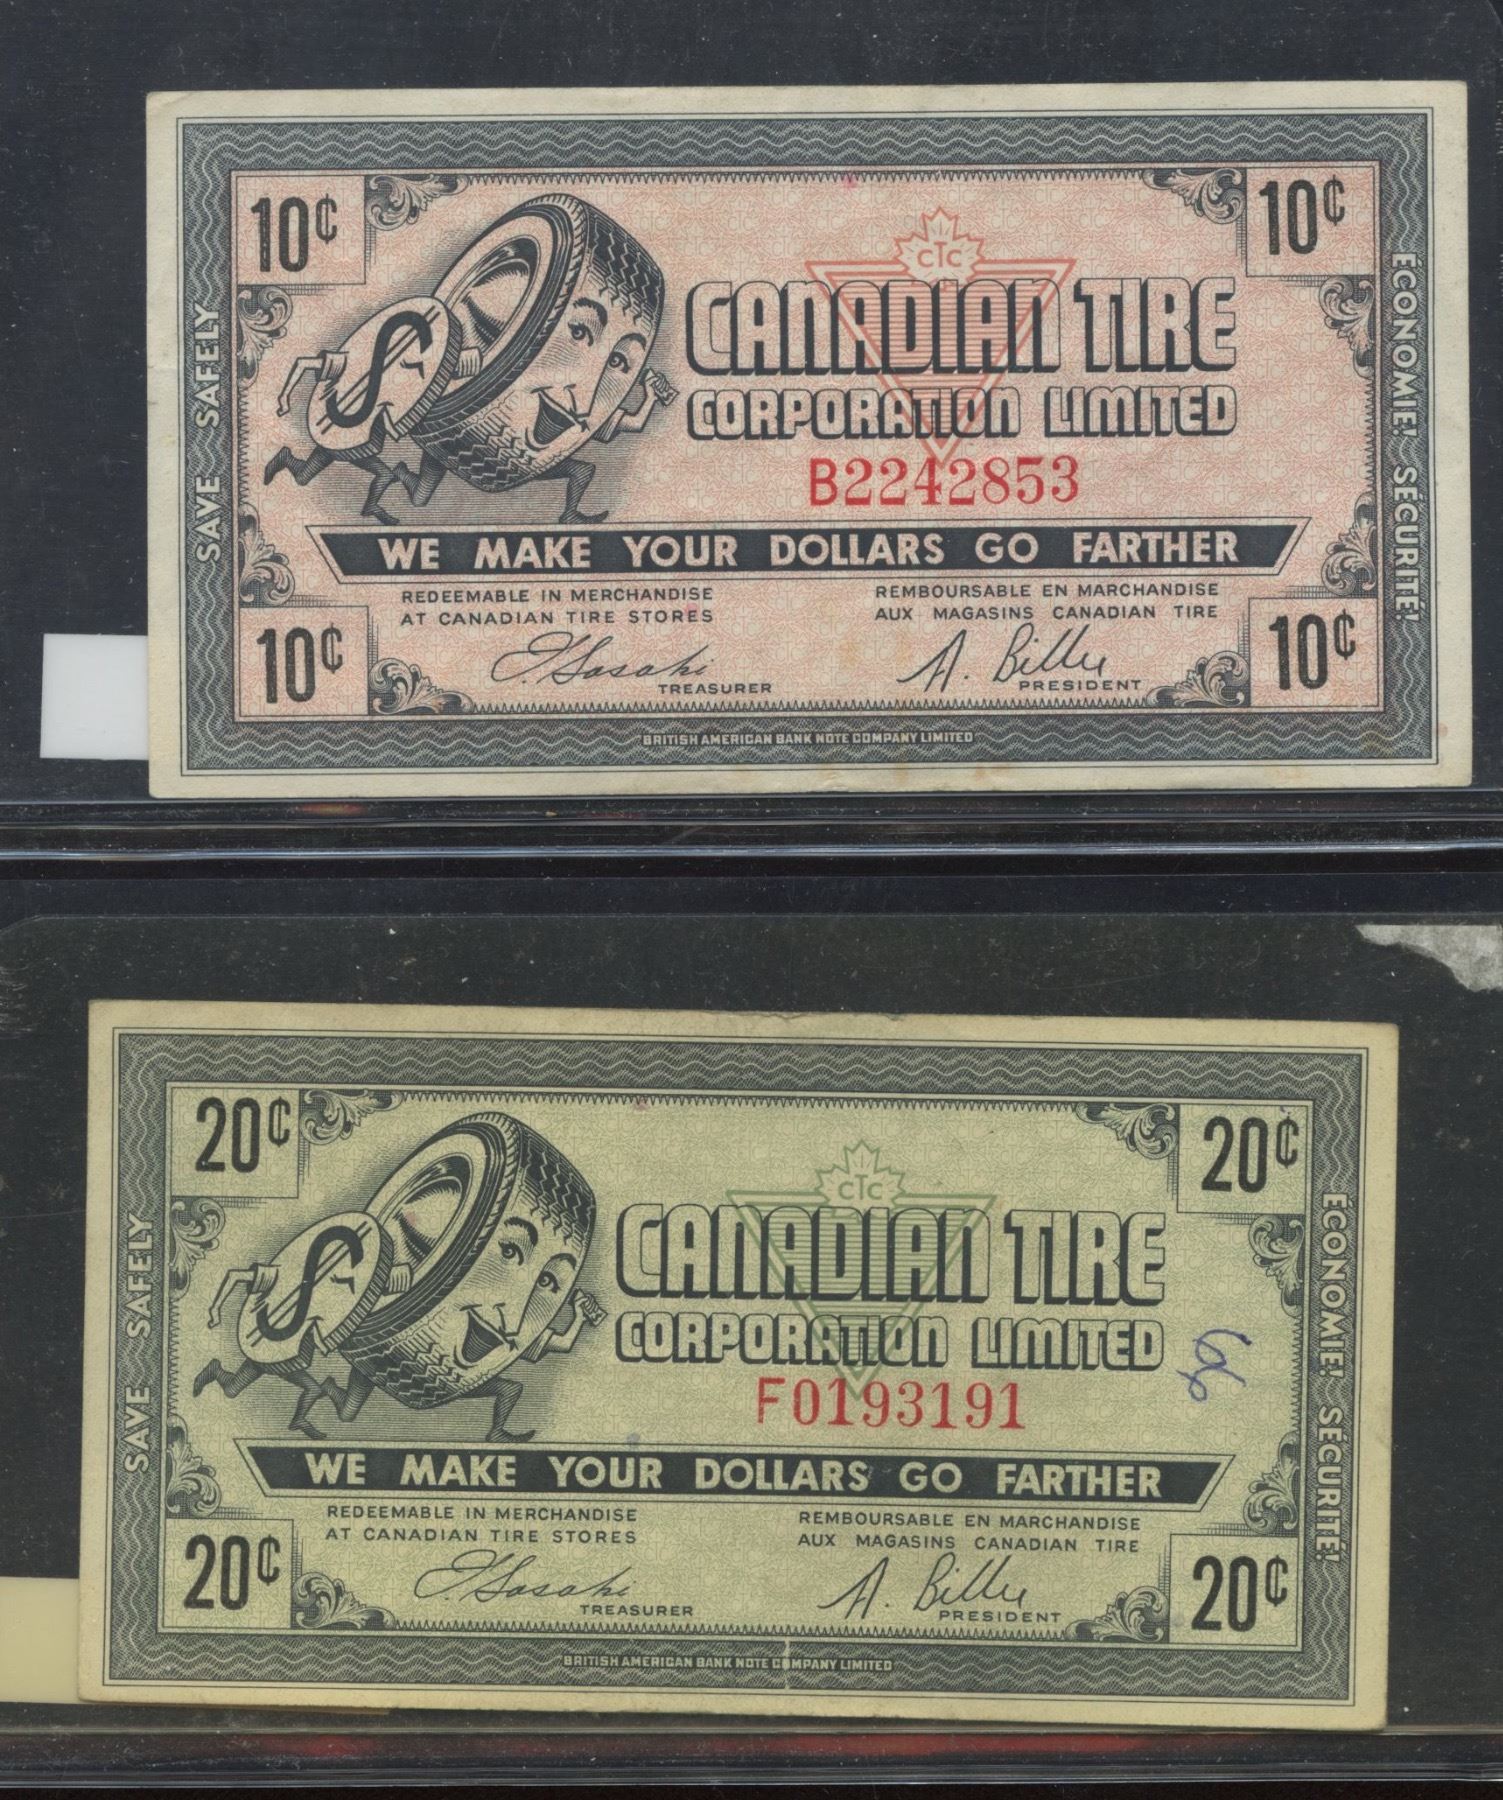 10¢ 10¢
SAVE SAFELY
CTC
CANADIAN TIRE
CORPORATION LIMITED
B2242853
ÉCONOMIE! SÉCURITÉ!
$
WE MAKE YOUR DOLLARS GO FARTHER
REDEEMABLE IN MERCHANDISE
AT CANADIAN TIRE STORES
REMBOURSABLE EN MARCHANDISE
AUX MAGASINS CANADIAN TIRE
TREASURER
A. Billes
PRESIDENT
10¢ 10¢
BRITISH AMERICAN BANK NOTE COMPANY LIMITED
20¢ 20¢
SAVE SAFELY
CTC
CANADIAN TIRE
CORPORATION LIMITED
F0193191
ÉCONOMIE! SÉCURITÉ!
$
WE MAKE YOUR DOLLARS GO FARTHER
REDEEMABLE IN MERCHANDISE
AT CANADIAN TIRE STORES
REMBOURSABLE EN MARCHANDISE
AUX MAGASINS CANADIAN TIRE
TREASURER
A. Billes
PRESIDENT
20¢ 20¢
BRITISH AMERICAN BANK NOTE COMPANY LIMITED